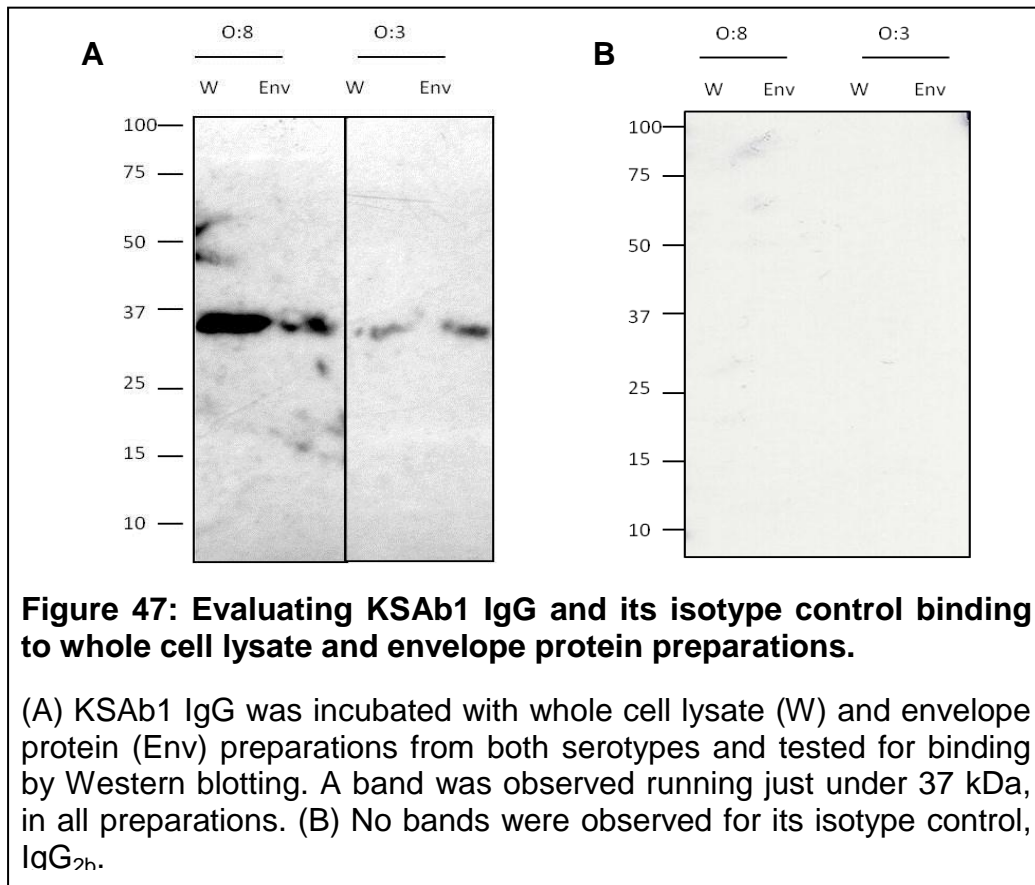 O:8 O:3
A
W Env W Env
100
75
50
37
25
15
10
O:8 O:3
B
W Env W Env
100
75
50
37
25
15
10
Figure 47: Evaluating KSAb1 IgG and its isotype control binding
to whole cell lysate and envelope protein preparations.
(A) KSAb1 IgG was incubated with whole cell lysate (W) and envelope
protein (Env) preparations from both serotypes and tested for binding
by Western blotting. A band was observed running just under 37 kDa,
in all preparations. (B) No bands were observed for its isotype control,
IgG2b.